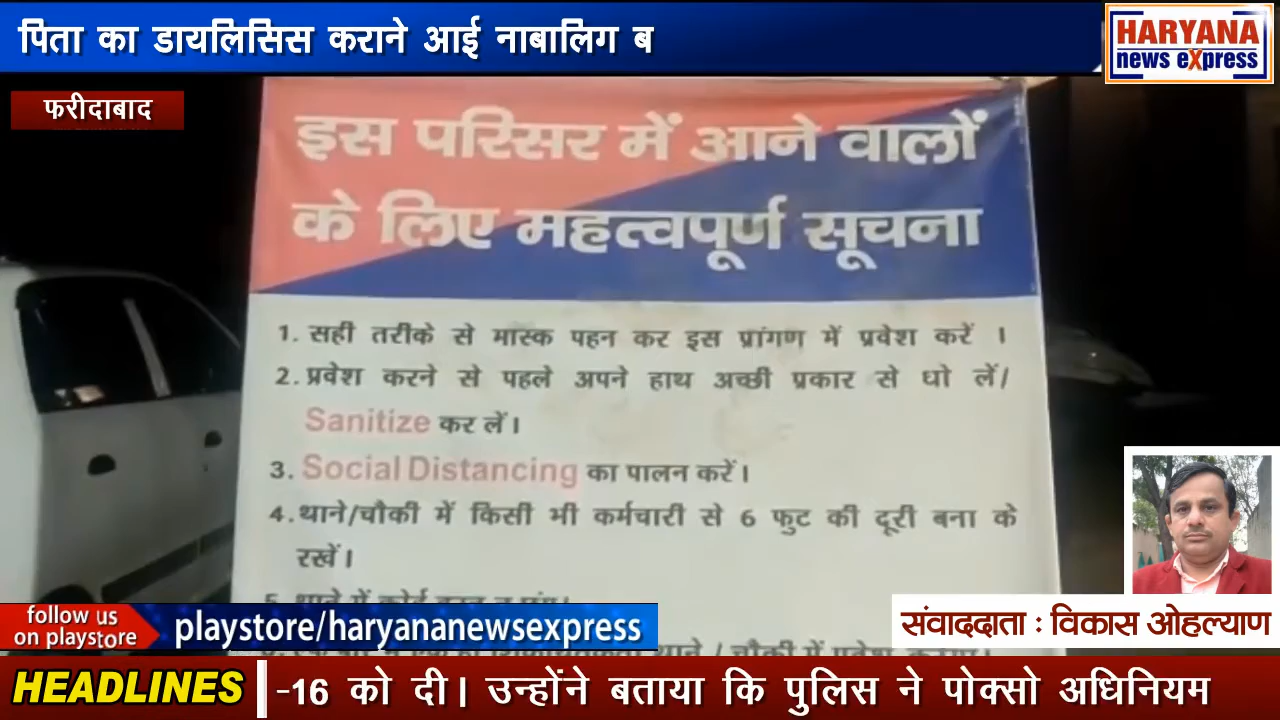 पिता का डायलिसिस कराने आई नाबालिग ब
HARYANA
news eXpress
फरीदाबाद
इस परिसर में आने वालों
के लिए महत्वपूर्ण सूचना
1. सही तरीके से मास्क पहन कर इस प्रांगण में प्रवेश करें ।
2. प्रवेश करने से पहले अपने हाथ अच्छी प्रकार से धो लें/
Sanitize कर लें।
3. Social Distancing का पालन करें।
4. थाने/चौकी में किसी भी कर्मचारी से 6 फुट की दूरी बना के
रखें।
थाने / चौकी में प्रवेश
follow us
on playstore
playstore/haryananewsexpress
संवाददाता : विकास ओहल्याण
HEADLINES
-16 को दी। उन्होंने बताया कि पुलिस ने पोक्सो अधिनियम